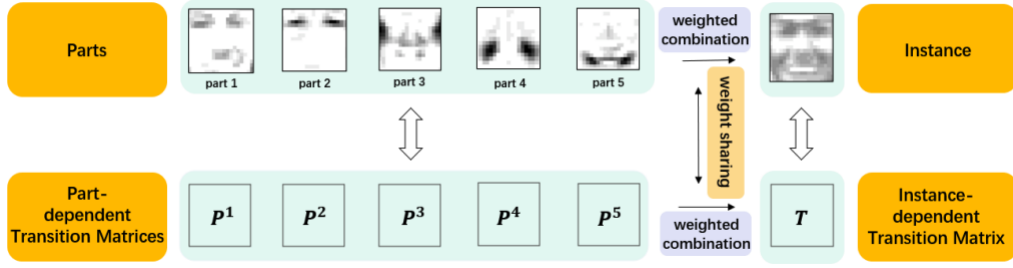 Parts
part 1
part 2
part 3
part 4
part 5
weighted
combination
Instance
weight sharing
Part-
dependent
Transition Matrices
P¹
P²
P³
P⁴
P⁵
weighted
combination
T
Instance-
dependent
Transition Matrix